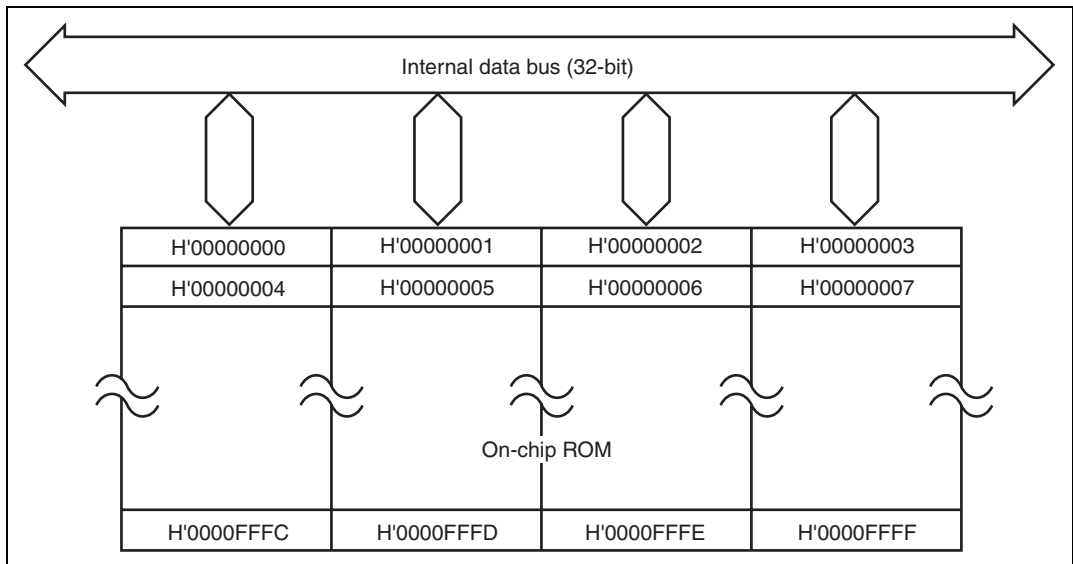 Internal data bus (32-bit)
H'00000000 H'00000001 H'00000002 H'00000003
H'00000004 H'00000005 H'00000006 H'00000007
On-chip ROM
H'0000FFFC H'0000FFFD H'0000FFFE H'0000FFFF